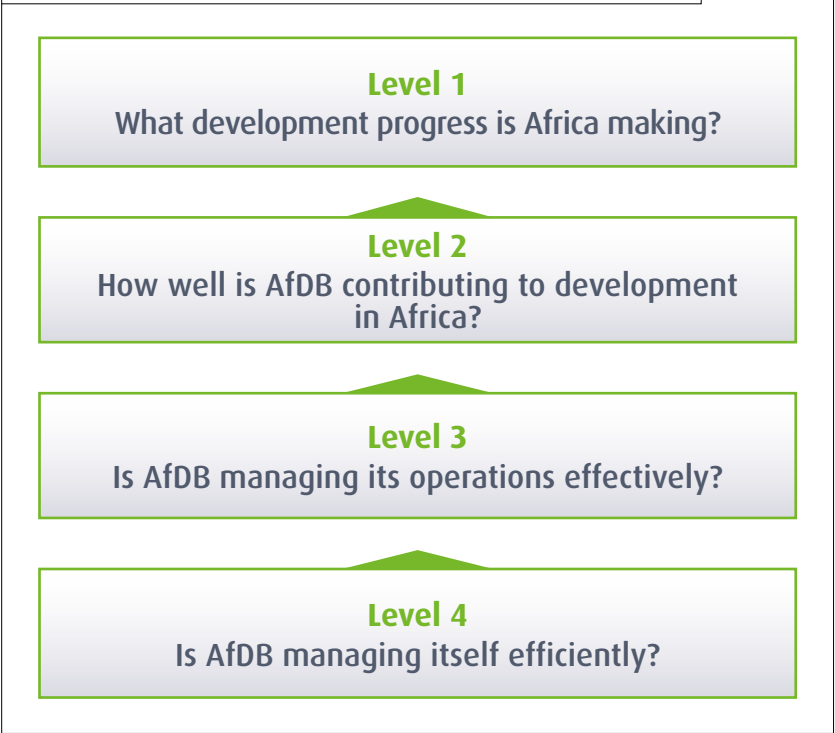 Level 1
What development progress is Africa making?
Level 2
How well is AfDB contributing to development
in Africa?
Level 3
Is AfDB managing its operations effectively?
Level 4
Is AfDB managing itself efficiently?